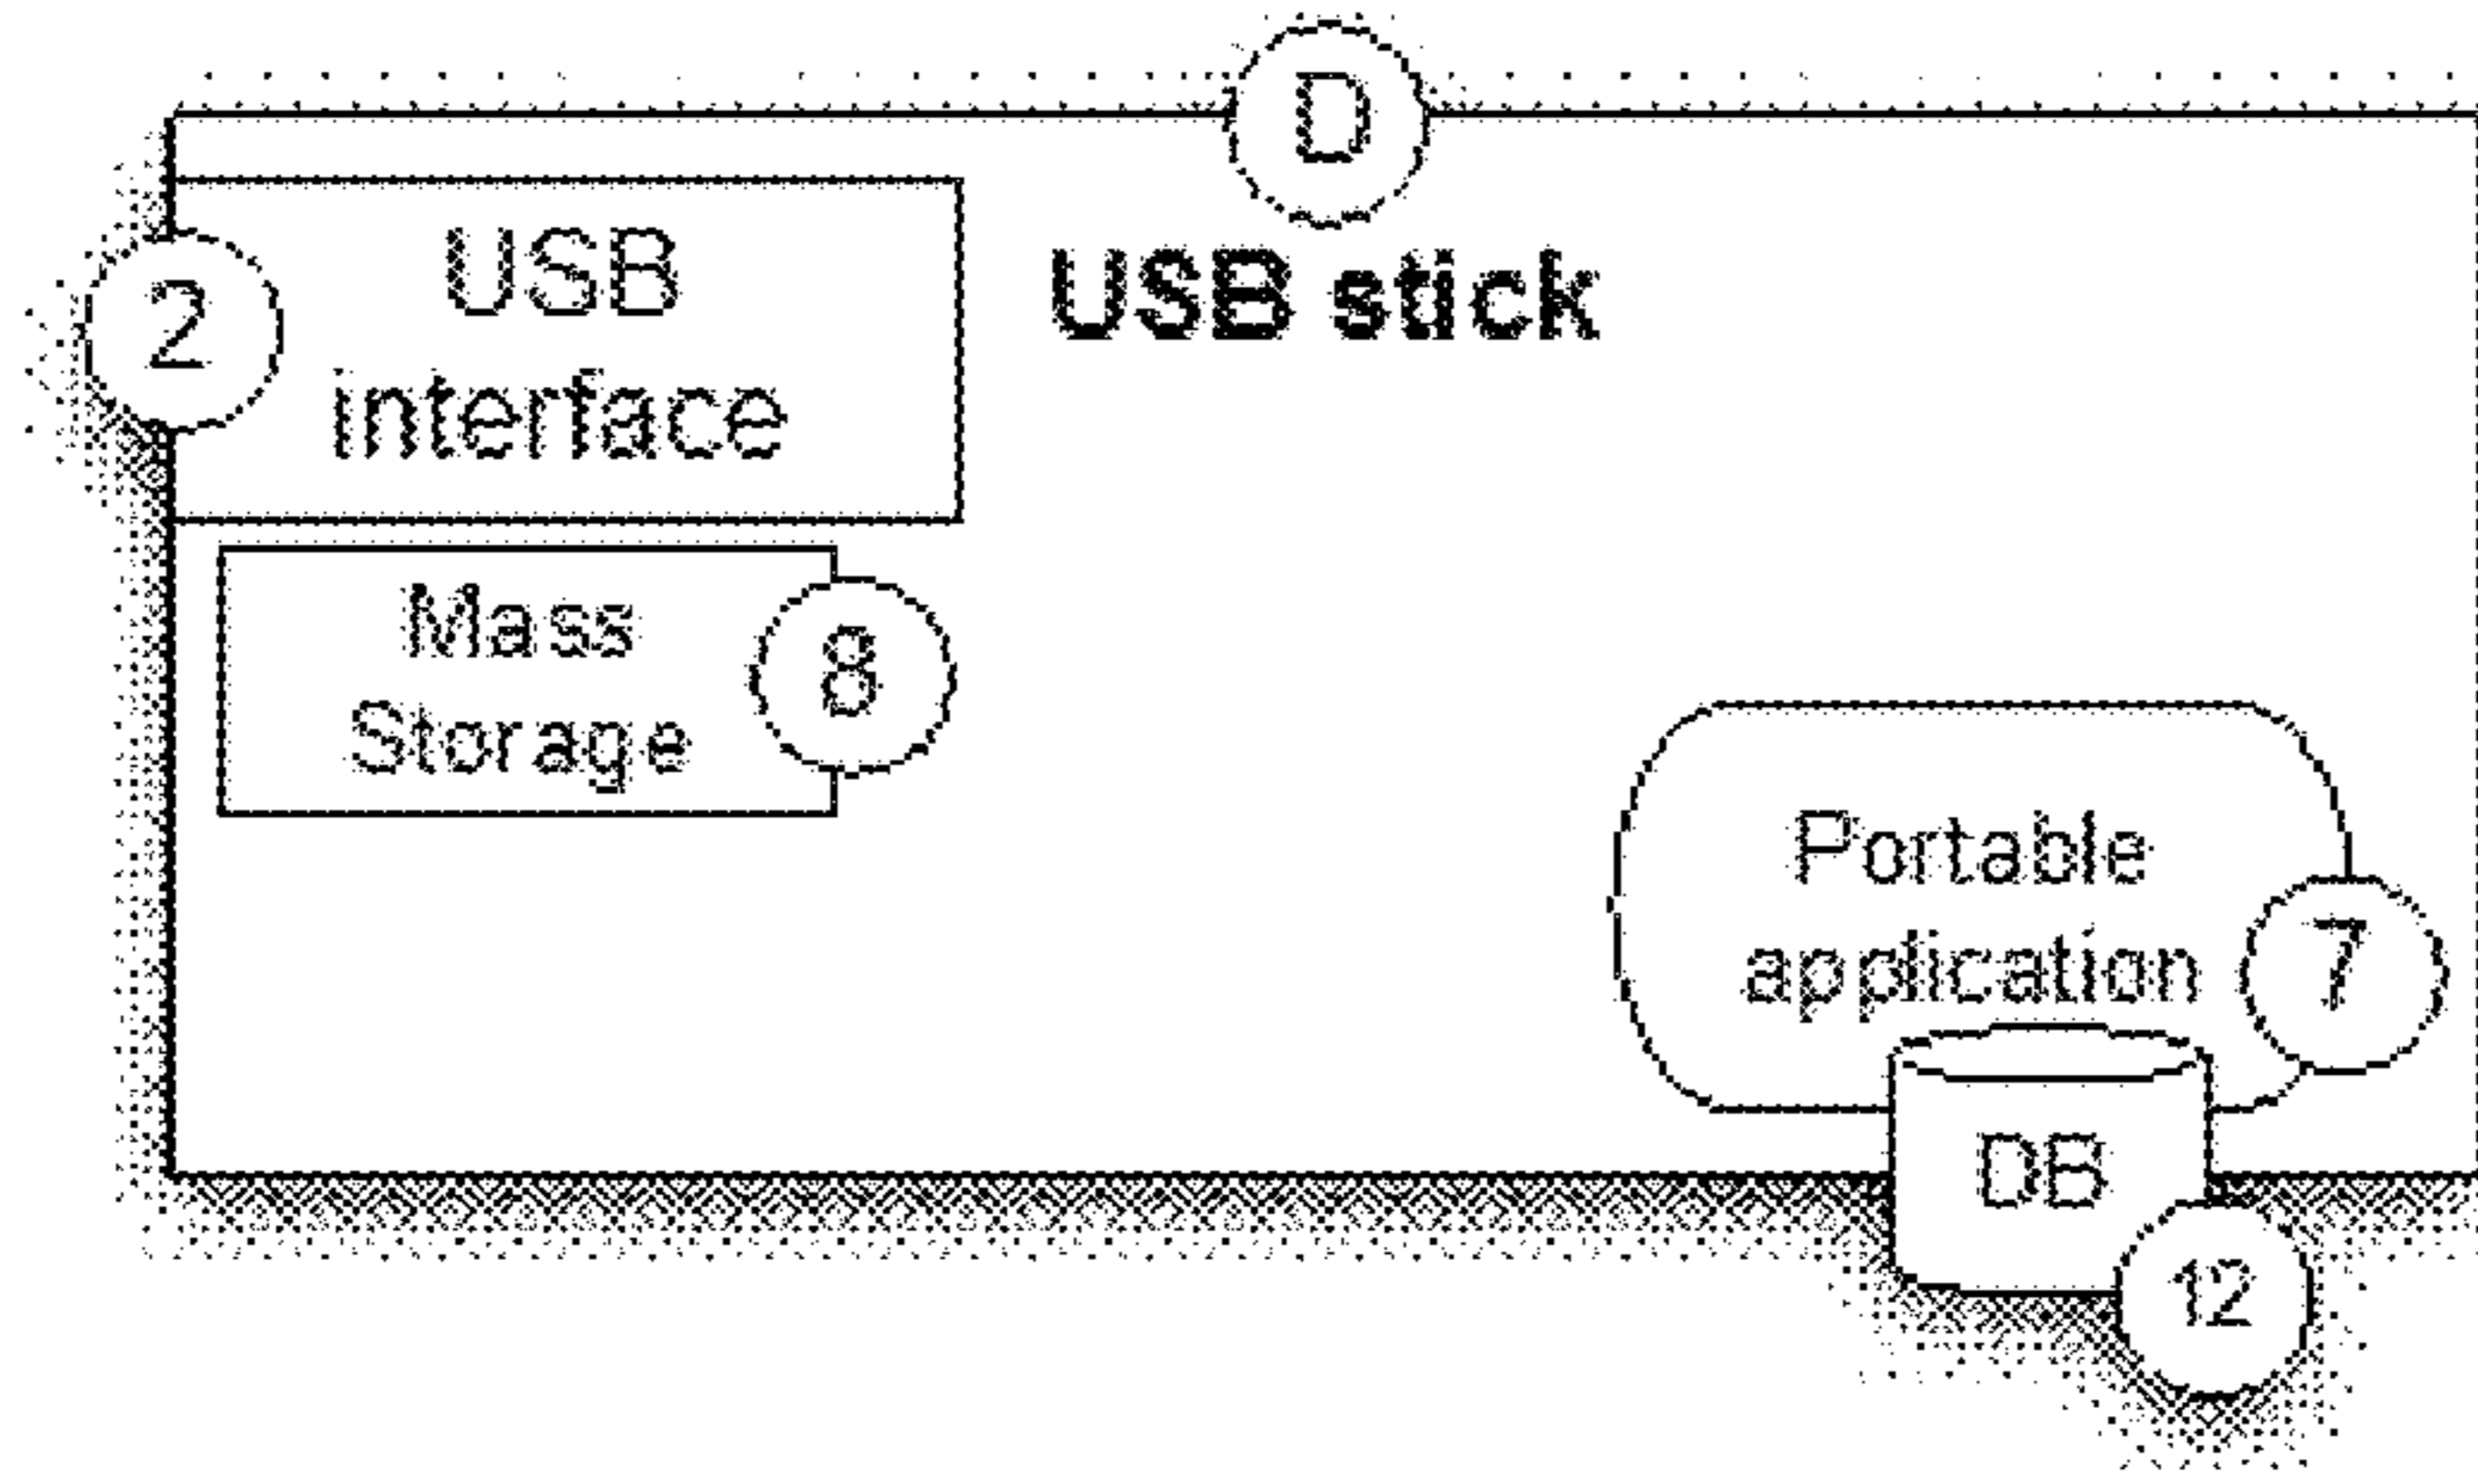 D
USB
interface
2
USB stick
Mass
Storage
8
Portable
application
7
DB
12